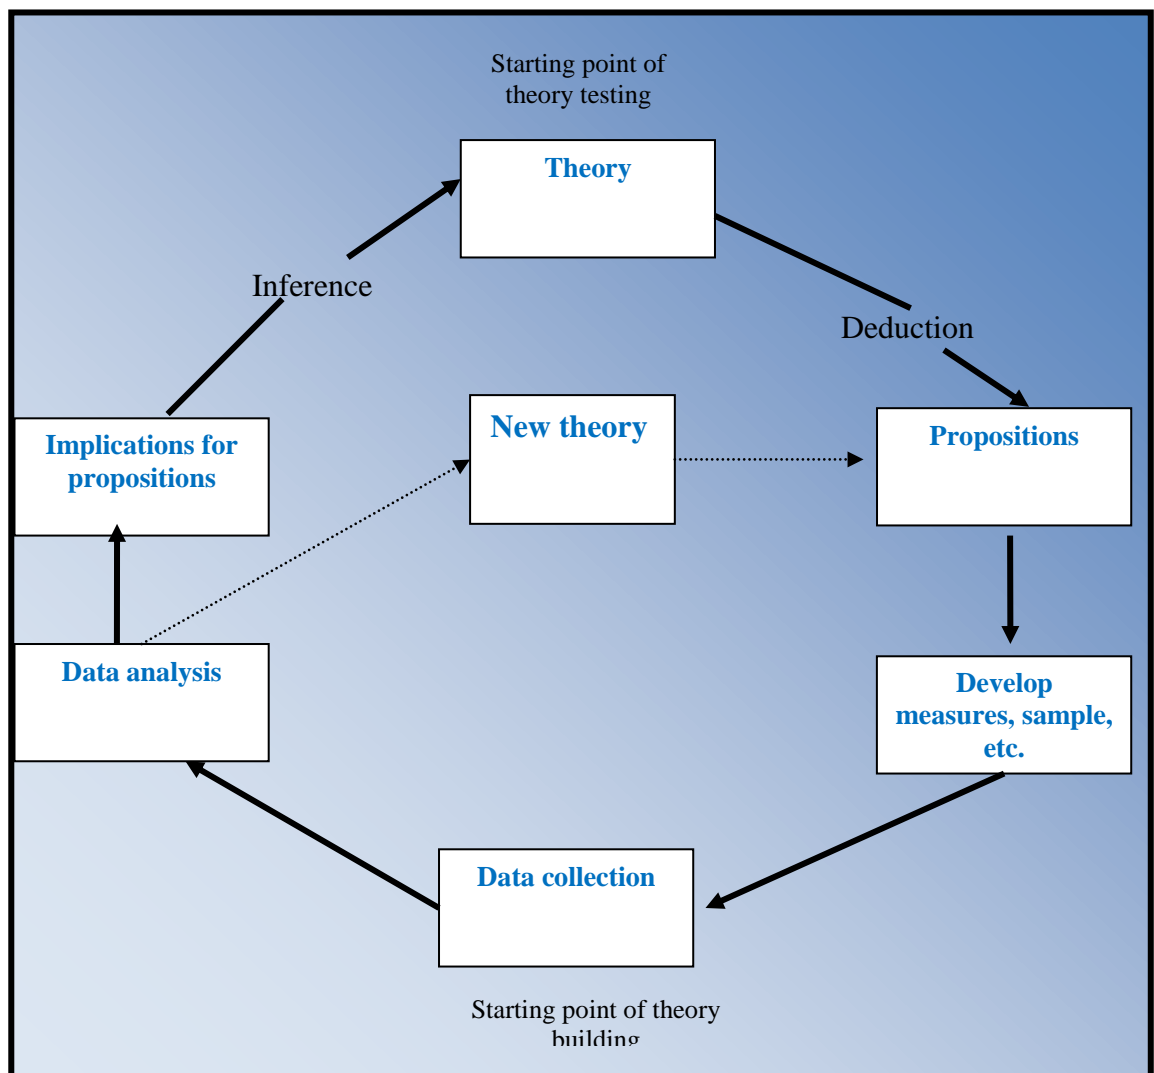 Starting point of
theory testing
Theory
Inference
Deduction
Implications for
propositions
New theory
Propositions
Data analysis
Develop
measures, sample,
etc.
Data collection
Starting point of theory
building